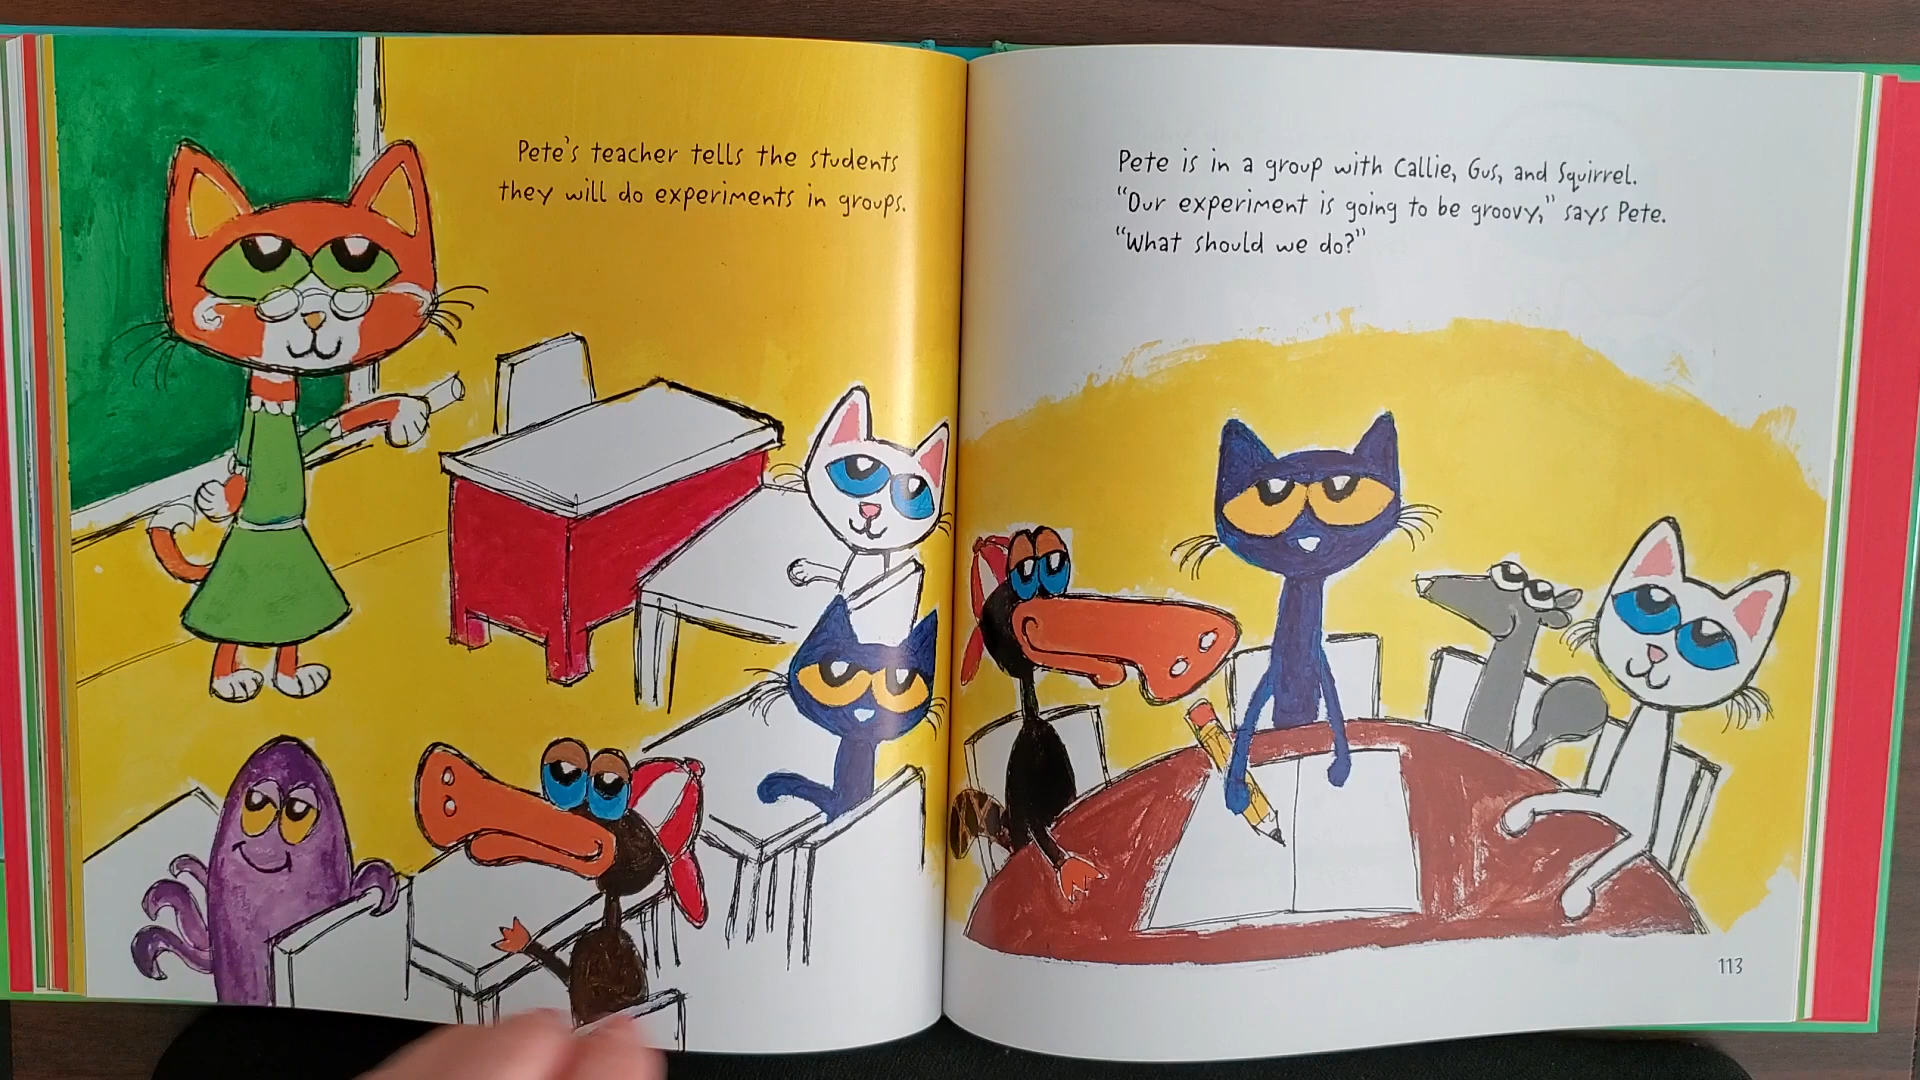 Pete's teacher tells the students
they will do experiments in groups.
Pete is in a group with Callie, Gus, and Squirrel.
"Our experiment is going to be groovy," says Pete.
"What should we do?"
113